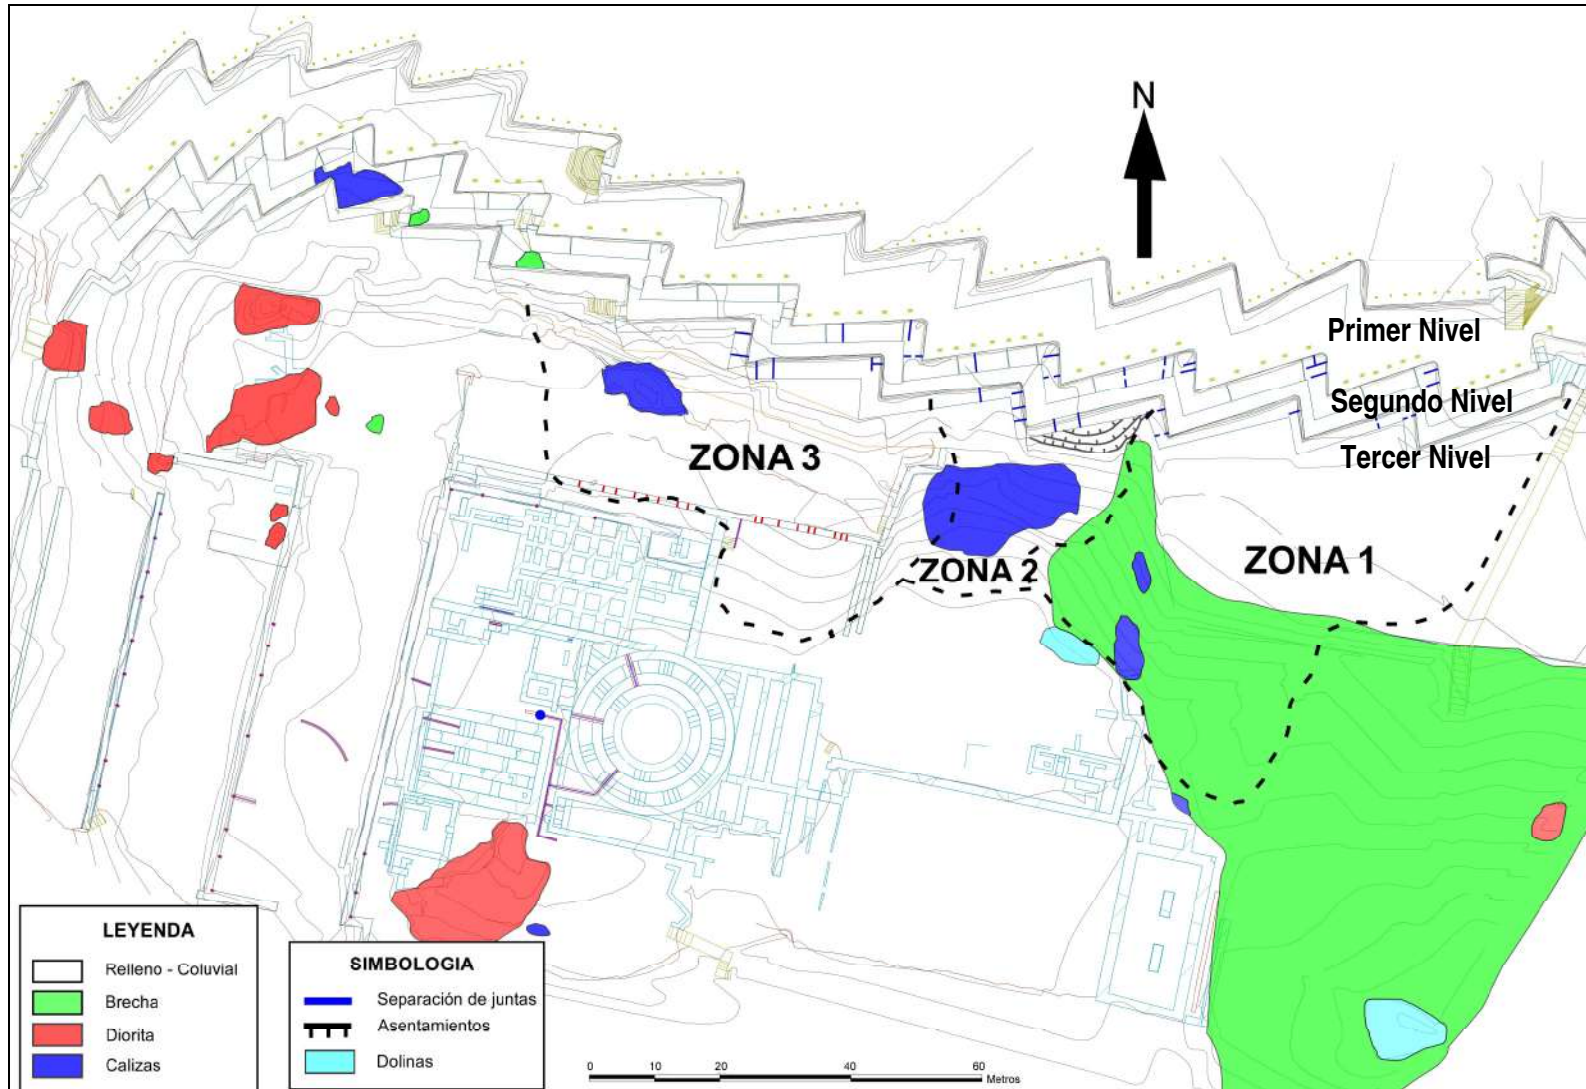 N
Primer Nivel
Segundo Nivel
Tercer Nivel
ZONA 3
ZONA 2
ZONA 1
LEYENDA
Relleno - Coluvial
Brecha
Diorita
Calizas
SIMBOLOGIA
Separación de juntas
Asentamientos
Dolinas
0 10 20 40 60
Metros